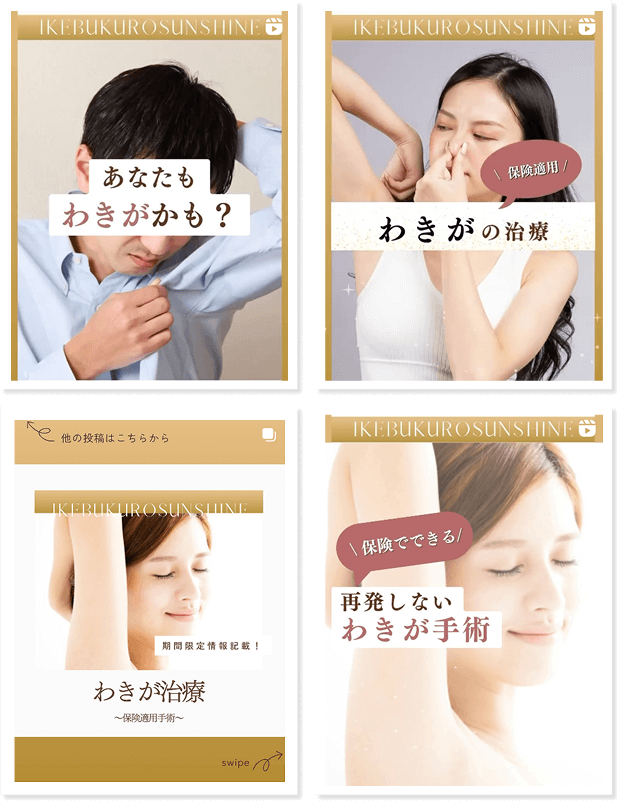 IKEBUKUROSUNSHINE
あなたも
わきがかも？
IKEBUKUROSUNSHINE
\ 保険適用 /
わきがの治療
他の投稿はこちらから
IKEBUKUROSUNSHINE
期間限定情報記載！
わきが治療
〜保険適用手術〜
swipe
IKEBUKUROSUNSHINE
\ 保険でできる/
再発しない
わきが手術